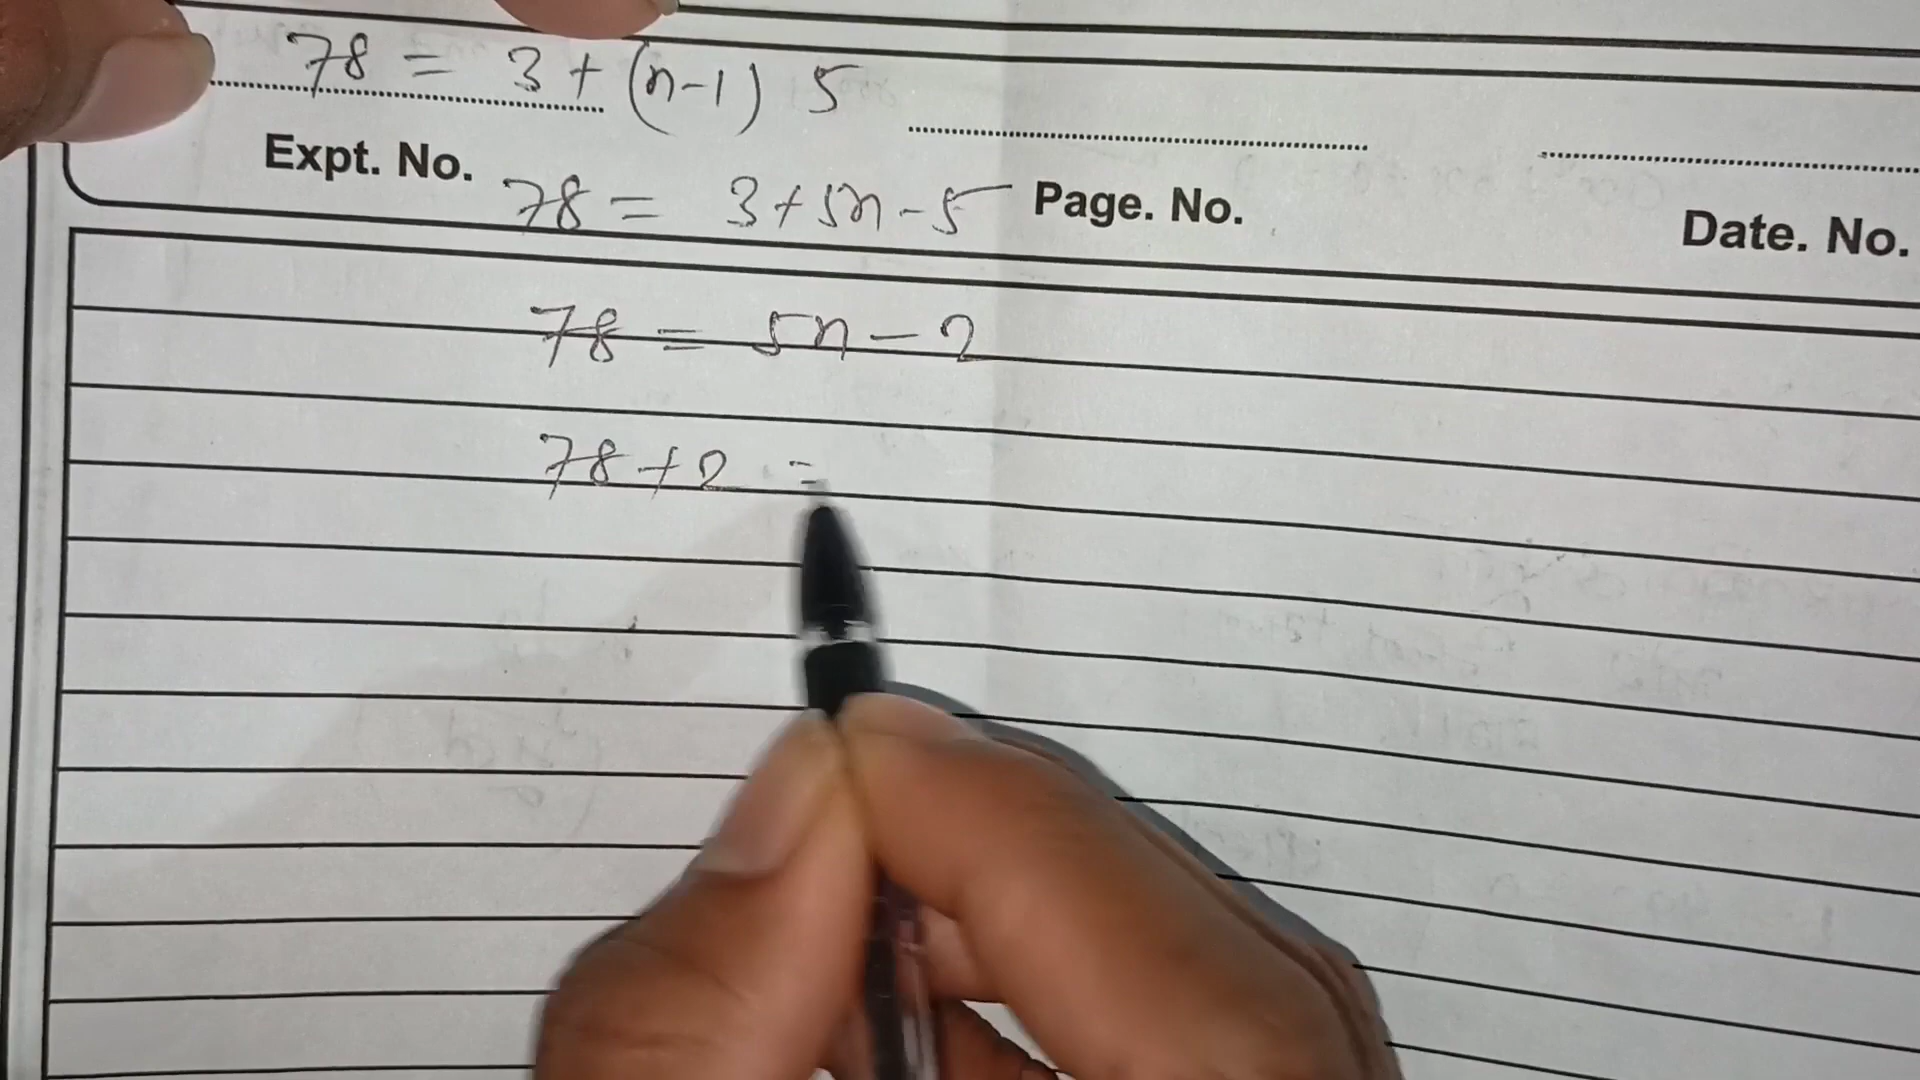 78 = 3 + (n-1) 5
Expt. No.
78 = 3 + 5n - 5
Page. No.
Date. No.
78 = 5n - 2
78 + 2 =